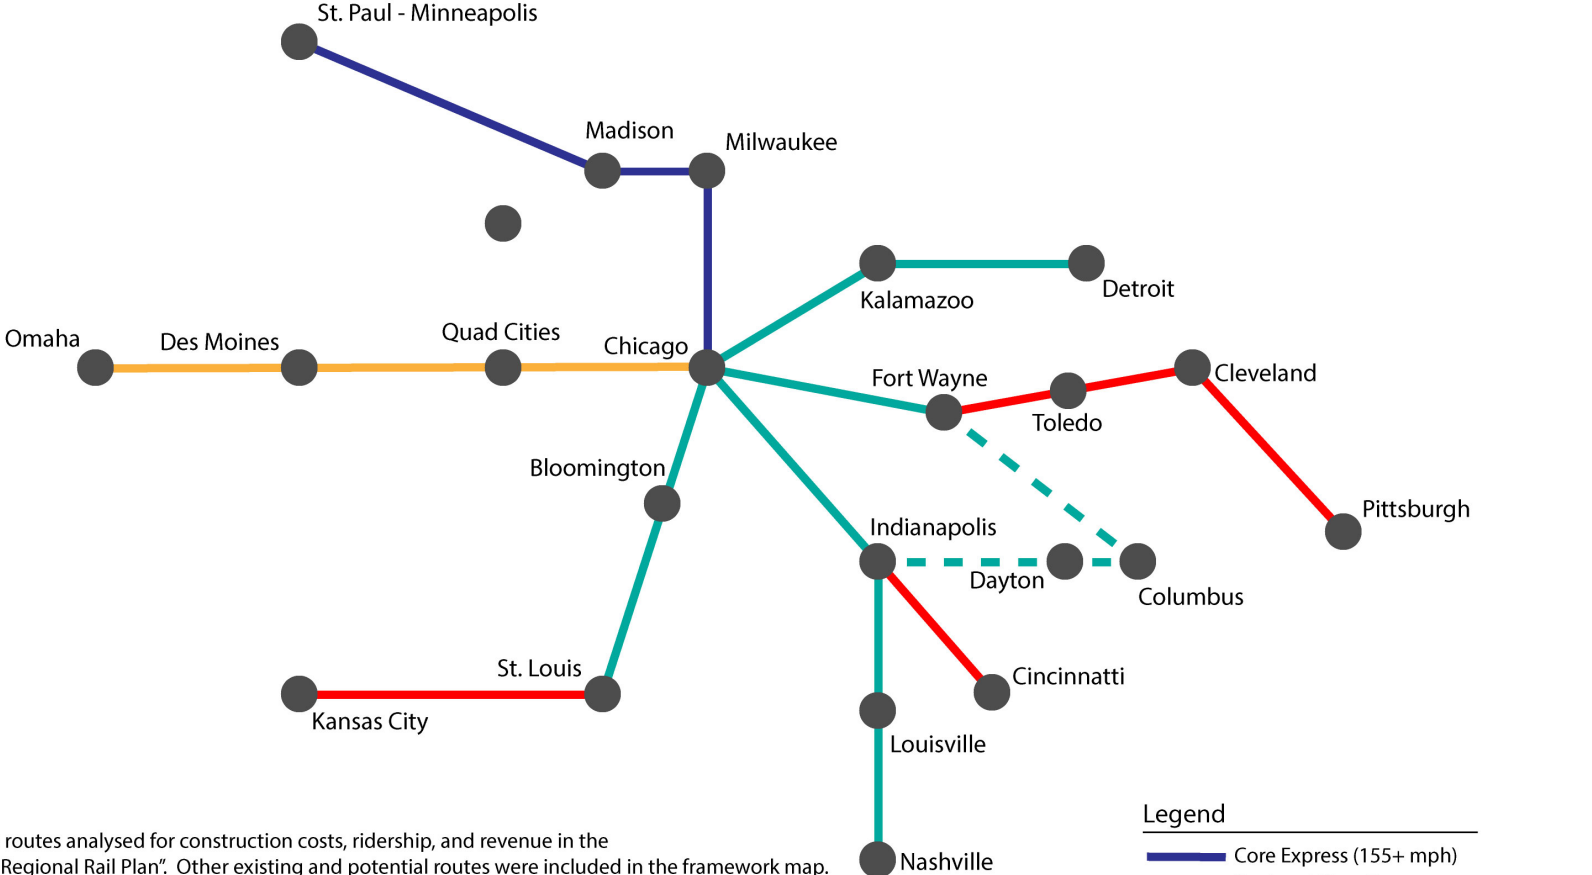 St. Paul - Minneapolis
Madison
Milwaukee
Kalamazoo
Detroit
Omaha
Des Moines
Quad Cities
Chicago
Fort Wayne
Cleveland
Toledo
Bloomington
Pittsburgh
Indianapolis
Dayton
Columbus
St. Louis
Cincinnatti
Kansas City
Louisville
Nashville
Legend
Core Express (155+ mph)
routes analysed for construction costs, ridership, and revenue in the
Regional Rail Plan”. Other existing and potential routes were included in the framework map.